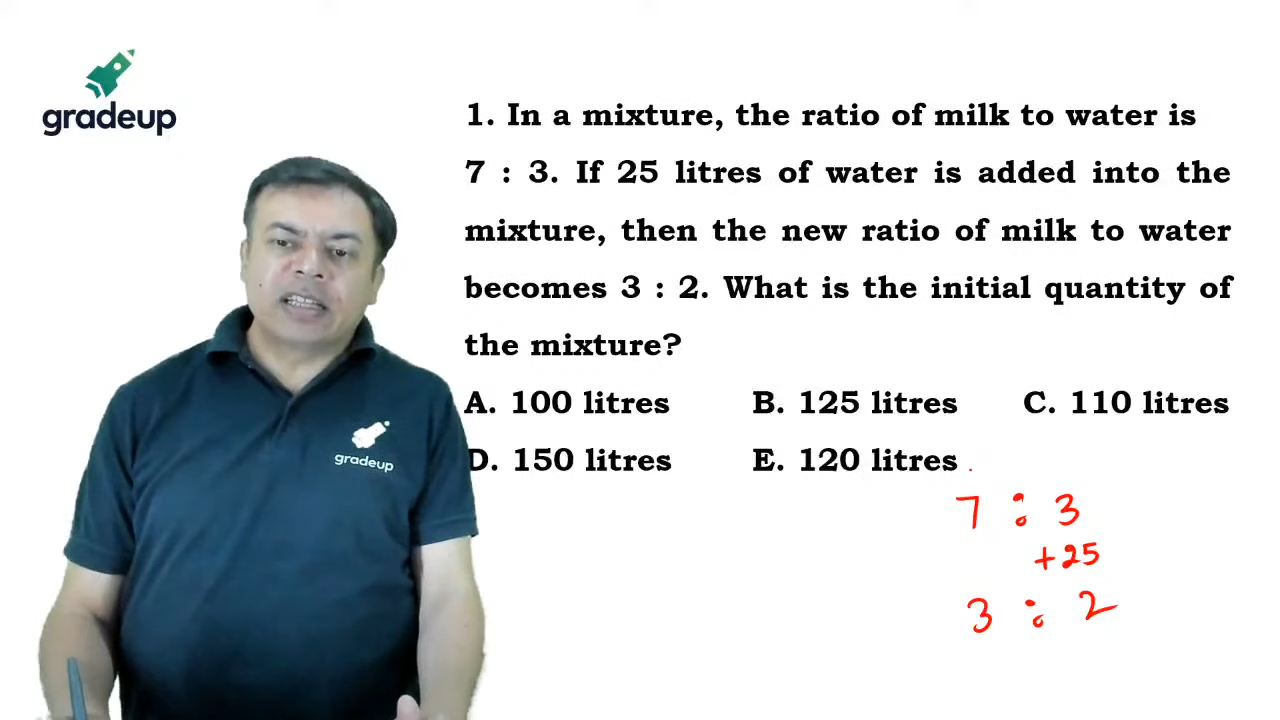 gradeup
1. In a mixture, the ratio of milk to water is
7 : 3. If 25 litres of water is added into the
mixture, then the new ratio of milk to water
becomes 3 : 2. What is the initial quantity of
the mixture?
A. 100 litres B. 125 litres C. 110 litres
gradeup
D. 150 litres E. 120 litres
7 : 3
+25
3 : 2